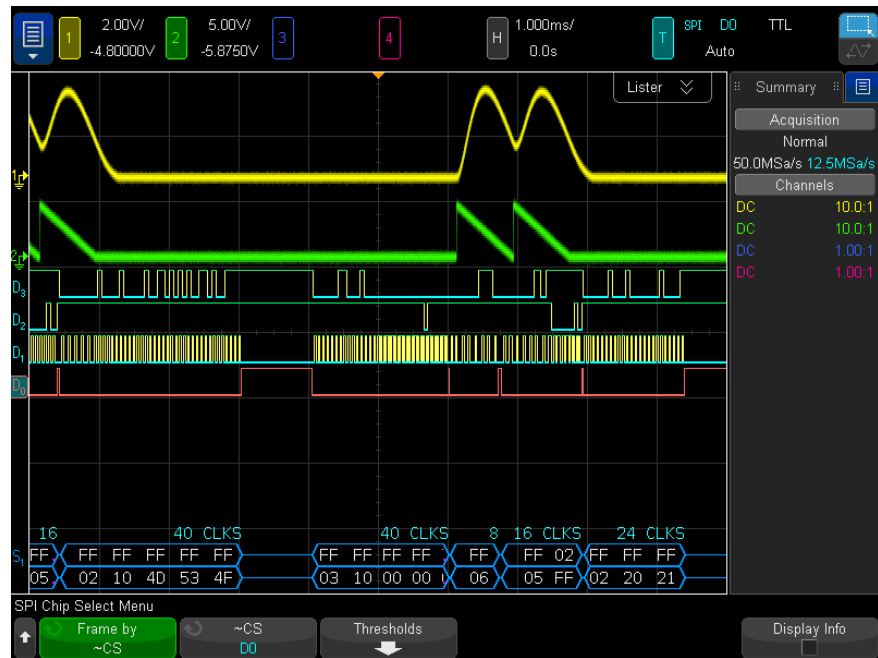 1 2.00V/ 2 5.00V/ 3 4 H 1.000ms/ T SPI D0 TTL
-4.80000V -5.8750V 0.0s Auto
Lister
Summary
Acquisition
Normal
50.0MSa/s 12.5MSa/s
Channels
DC 10.0:1
DC 10.0:1
DC 1.00:1
DC 1.00:1
1
2
D3
D2
D1
D0
16 40 CLKS 40 CLKS 8 16 CLKS 24 CLKS
S1 FF FF FF FF FF FF FF FF FF FF FF FF 02 FF FF FF
05 02 10 4D 53 4F 03 10 00 00 06 05 FF 02 20 21
SPI Chip Select Menu
Frame by ~CS Thresholds Display Info
~CS D0